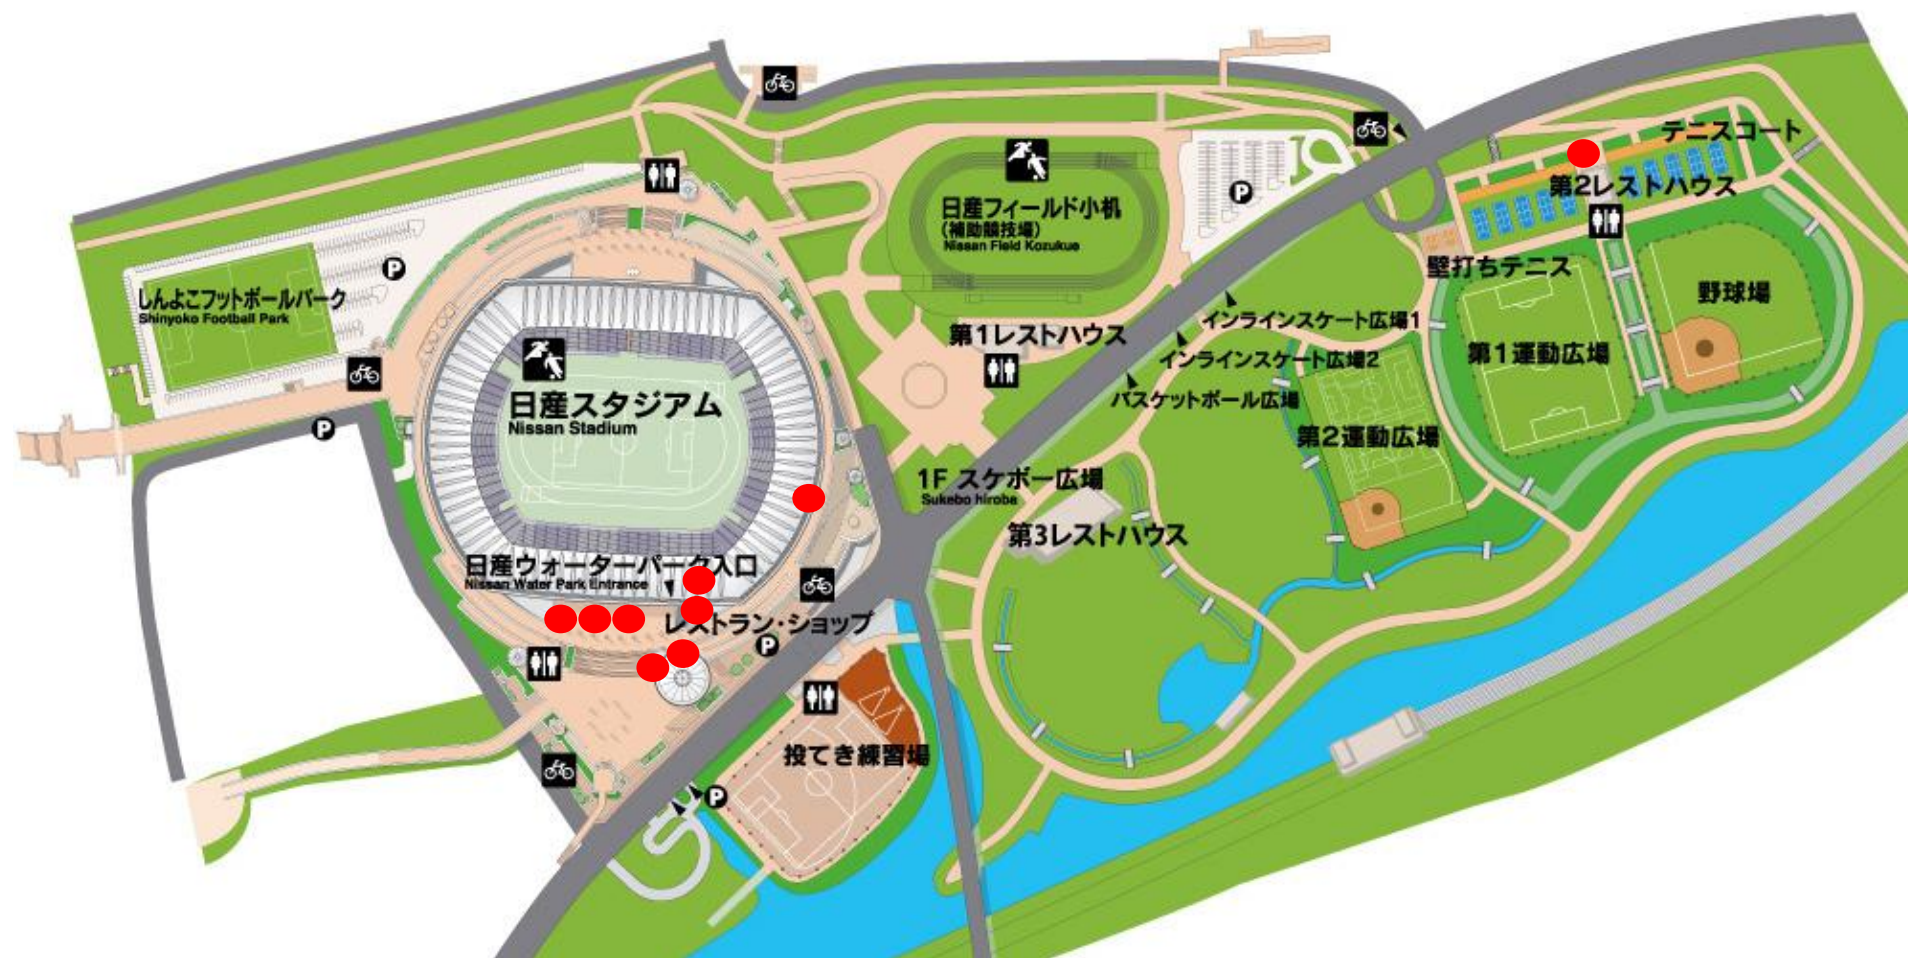 テニスコート
第2レストハウス
日産フィールド小机
(補助競技場)
Nissan Field Kozukue
P
壁打ちテニス
P
しんよこフットボールパーク
Shinyoko Football Park
野球場
インラインスケート広場1
第1レストハウス
インラインスケート広場2
第1運動広場
バスケットボール広場
日産スタジアム
Nissan Stadium
P
第2運動広場
1F スケボー広場
Sukebo hiroba
第3レストハウス
日産ウォーターパーク入口
Nissan Water Park Entrance
レストラン・ショップ
P
投てき練習場
P